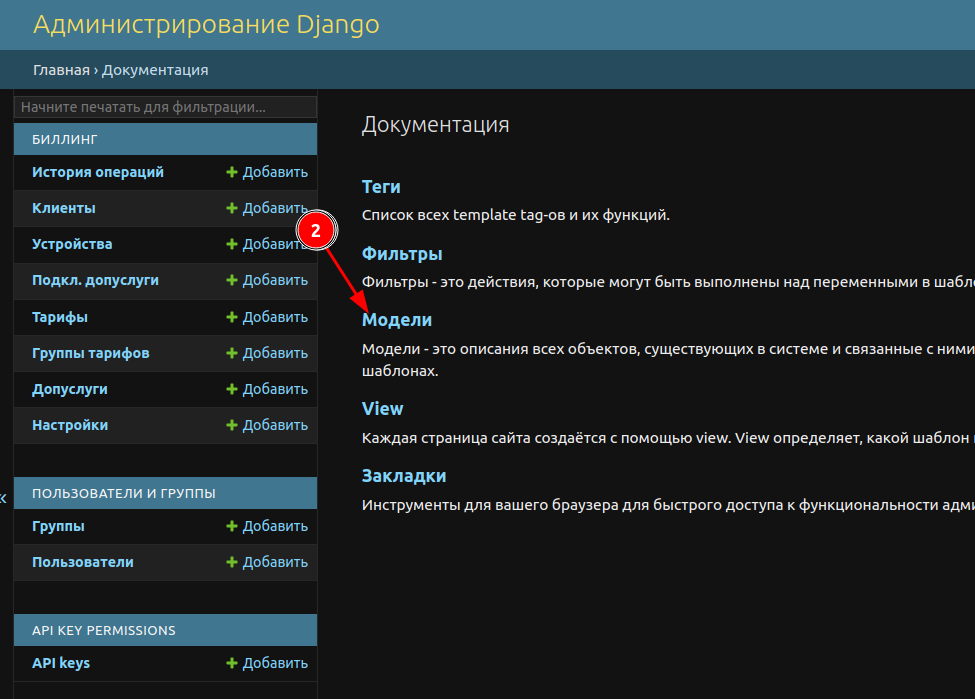 Администрирование Django
Главная › Документация
Начните печатать для фильтрации...
БИЛЛИНГ
История операций Добавить
Клиенты Добавить
Устройства Добавить
Подкл. допуслуги Добавить
Тарифы Добавить
Группы тарифов Добавить
Допуслуги Добавить
Настройки Добавить
«
ПОЛЬЗОВАТЕЛИ И ГРУППЫ
Группы Добавить
Пользователи Добавить
API KEY PERMISSIONS
API keys Добавить
Документация
Теги
Список всех template tag-ов и их функций.
2
Фильтры
Фильтры - это действия, которые могут быть выполнены над переменными в шабл
Модели
Модели - это описания всех объектов, существующих в системе и связанные с ними
шаблонах.
View
Каждая страница сайта создаётся с помощью view. View определяет, какой шаблон
Закладки
Инструменты для вашего браузера для быстрого доступа к функциональности адм